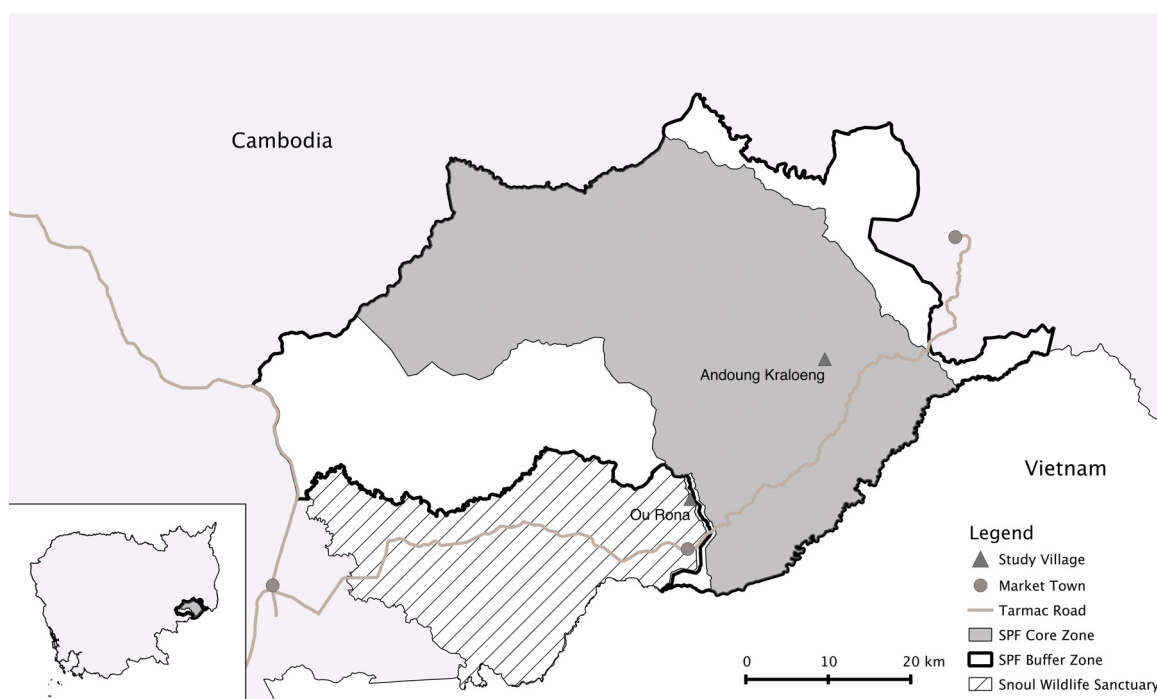 Cambodia
Andoung Kraloeng
Vietnam
Ou Rona
Legend
Study Village
Market Town
Tarmac Road
SPF Core Zone
SPF Buffer Zone
Snoul Wildlife Sanctuary
0 10 20 km